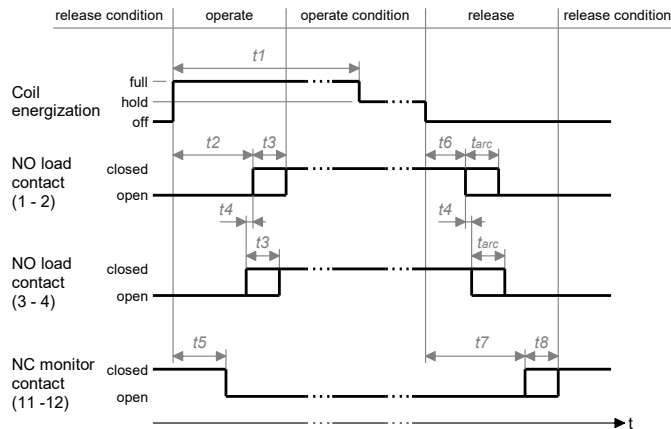 release condition operate operate condition release release condition
t1
Coil
energization
full
hold
off
t2 t3 t6 tarc
NO load
contact
(1 - 2)
closed
open
t4 t4
t3 tarc
NO load
contact
(3 - 4)
closed
open
t5 t7 t8
NC monitor
contact
(11 -12)
closed
open
t